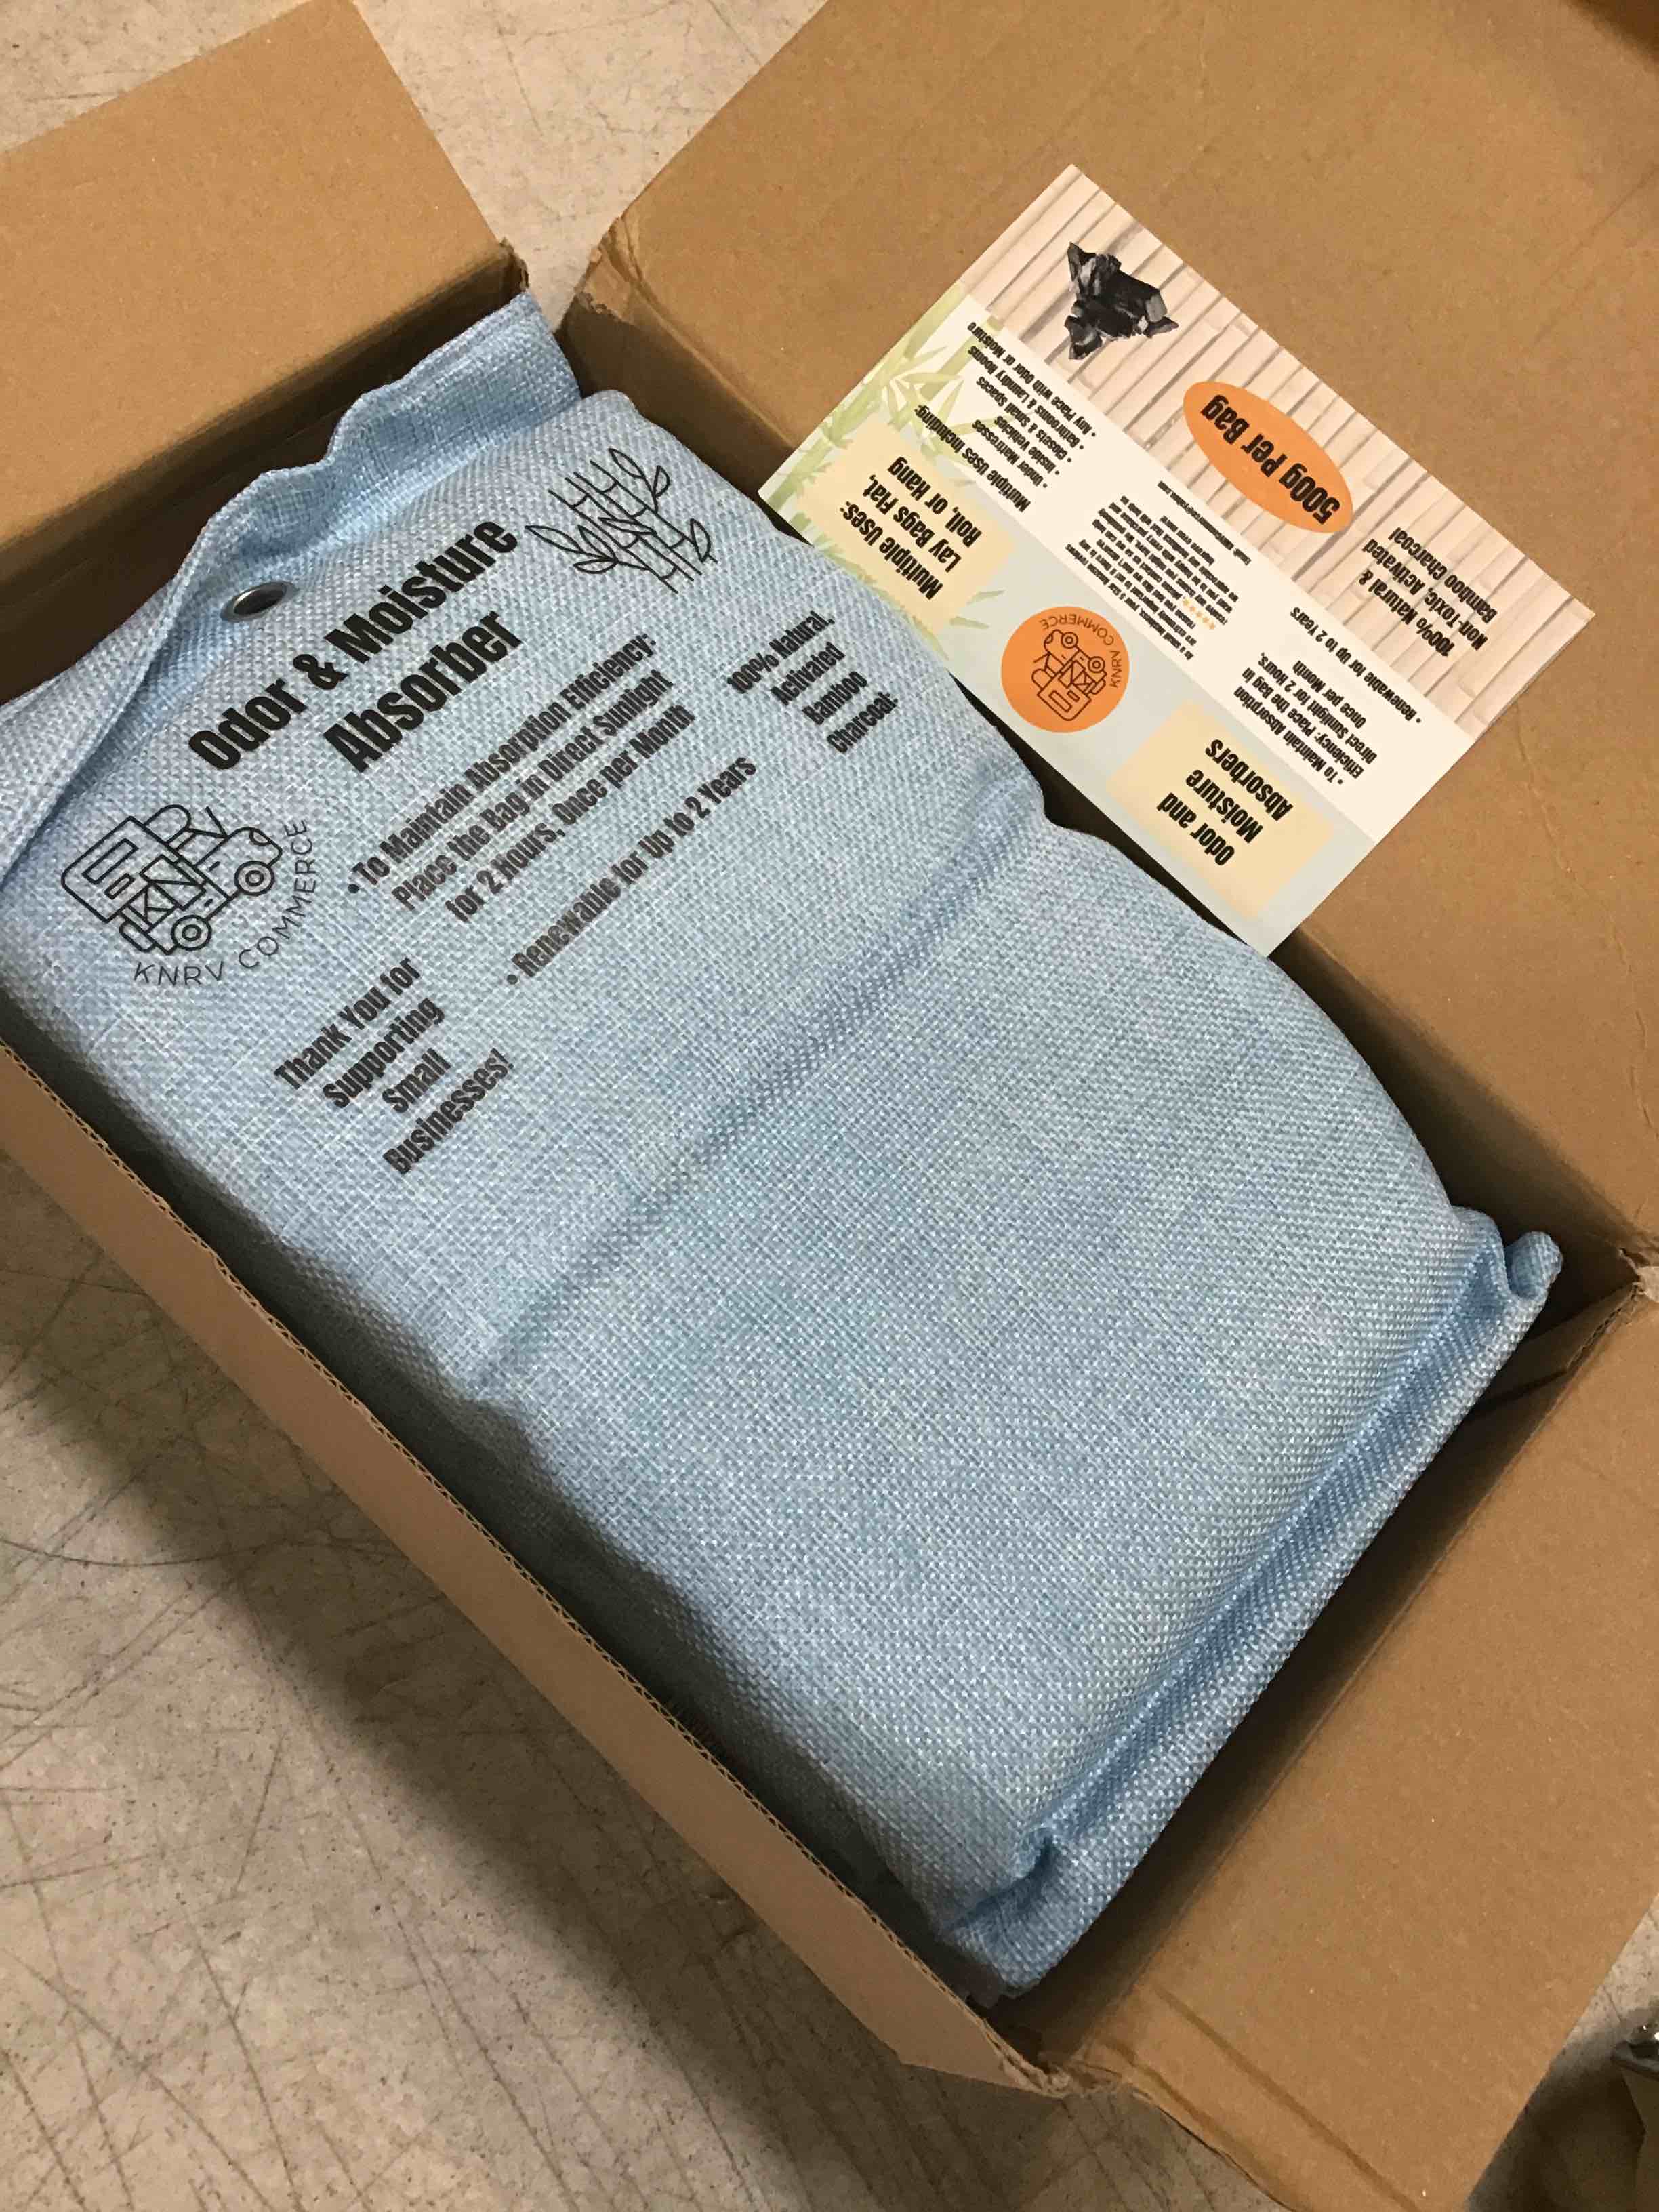 Odor & Moisture
Absorber
KNRV COMMERCE
• To Maintain Absorption Efficiency:
Place the Bag in Direct Sunlight
for 2 Hours, Once per Month
• Renewable for Up to 2 Years
100% Natural,
Activated
Bamboo
Charcoal
Thank You for
Supporting
Small
Businesses!
Odor and
Moisture
Absorbers
KNRV COMMERCE
Multiple Uses:
Lay Bags Flat,
Roll, or Hang
• To Maintain Absorption
Efficiency: Place the Bag in
Direct Sunlight for 2 Hours,
Once per Month
• Renewable for Up to 2 Years
Multiple Uses Including:
• Under Mattresses
• Inside Vehicles
• Closets & Small Spaces
• Bathrooms & Laundry Rooms
• Any Place with Odor or Moisture
100% Natural &
Non-Toxic, Activated
Bamboo Charcoal
500g Per Bag